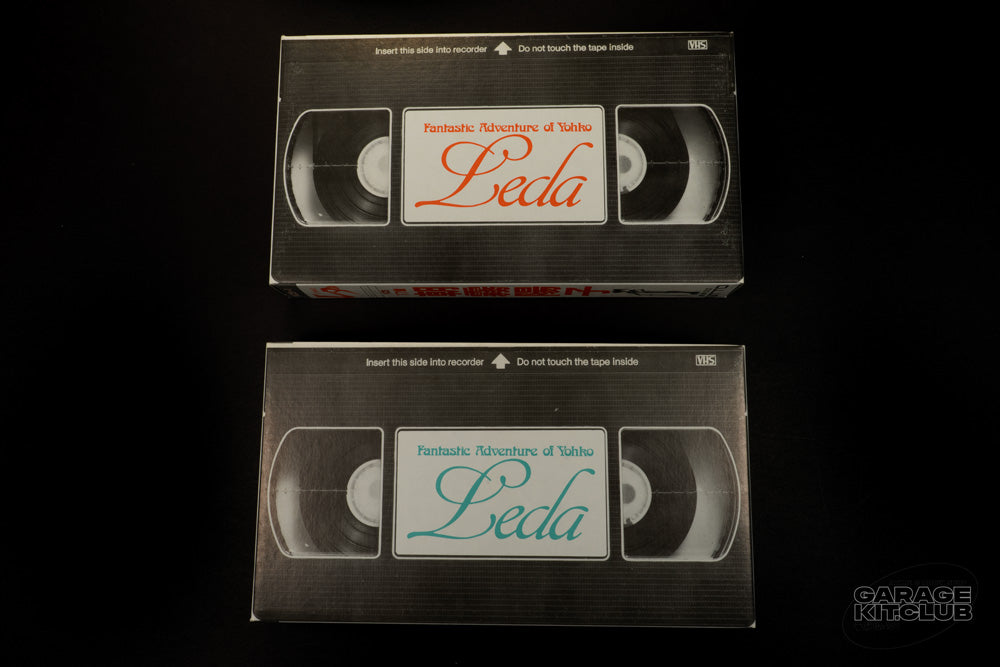 Insert this side into recorder Do not touch the tape inside VHS
Fantastic Adventure of Yohko
Leda
Insert this side into recorder Do not touch the tape inside VHS
Fantastic Adventure of Yohko
Leda
GARAGE
KIT.CLUB